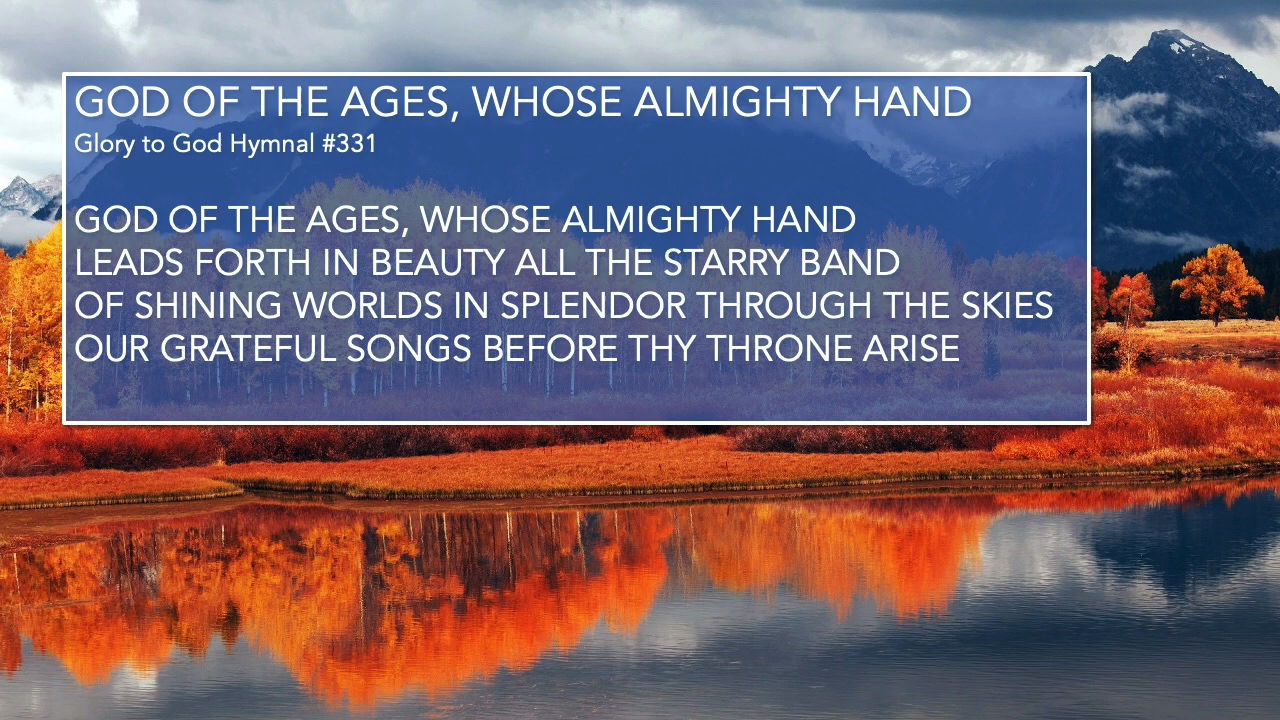 GOD OF THE AGES, WHOSE ALMIGHTY HAND
Glory to God Hymnal #331
GOD OF THE AGES, WHOSE ALMIGHTY HAND
LEADS FORTH IN BEAUTY ALL THE STARRY BAND
OF SHINING WORLDS IN SPLENDOR THROUGH THE SKIES
OUR GRATEFUL SONGS BEFORE THY THRONE ARISE